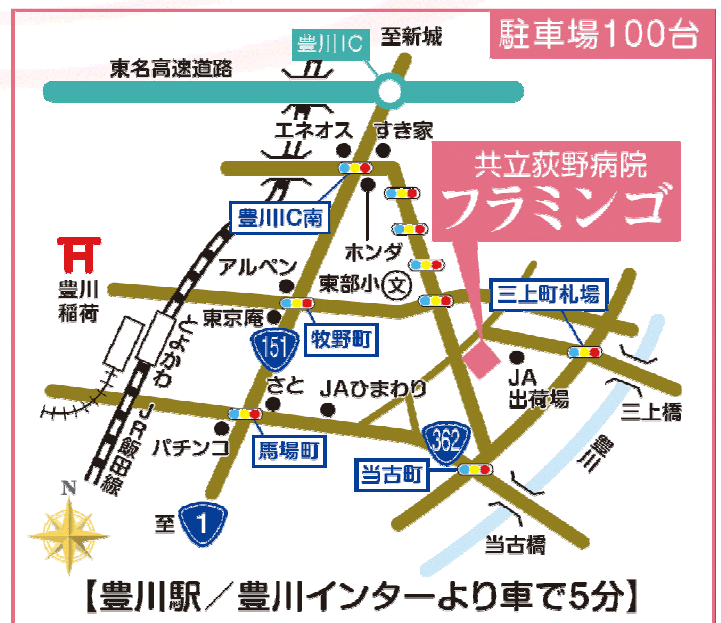 駐車場100台
豊川IC
至新城
東名高速道路
エネオス
すき家
共立荻野病院
フラミンゴ
豊川IC南
ホンダ
アルペン
東部小
文
豊川
稲荷
三上町札場
東京庵
牧野町
151
とよかわ
さと
JAひまわり
JA
出荷場
三上橋
JR飯田線
パチンコ
馬場町
362
当古町
豊川
N
至
1
当古橋
【豊川駅／豊川インターより車で5分】